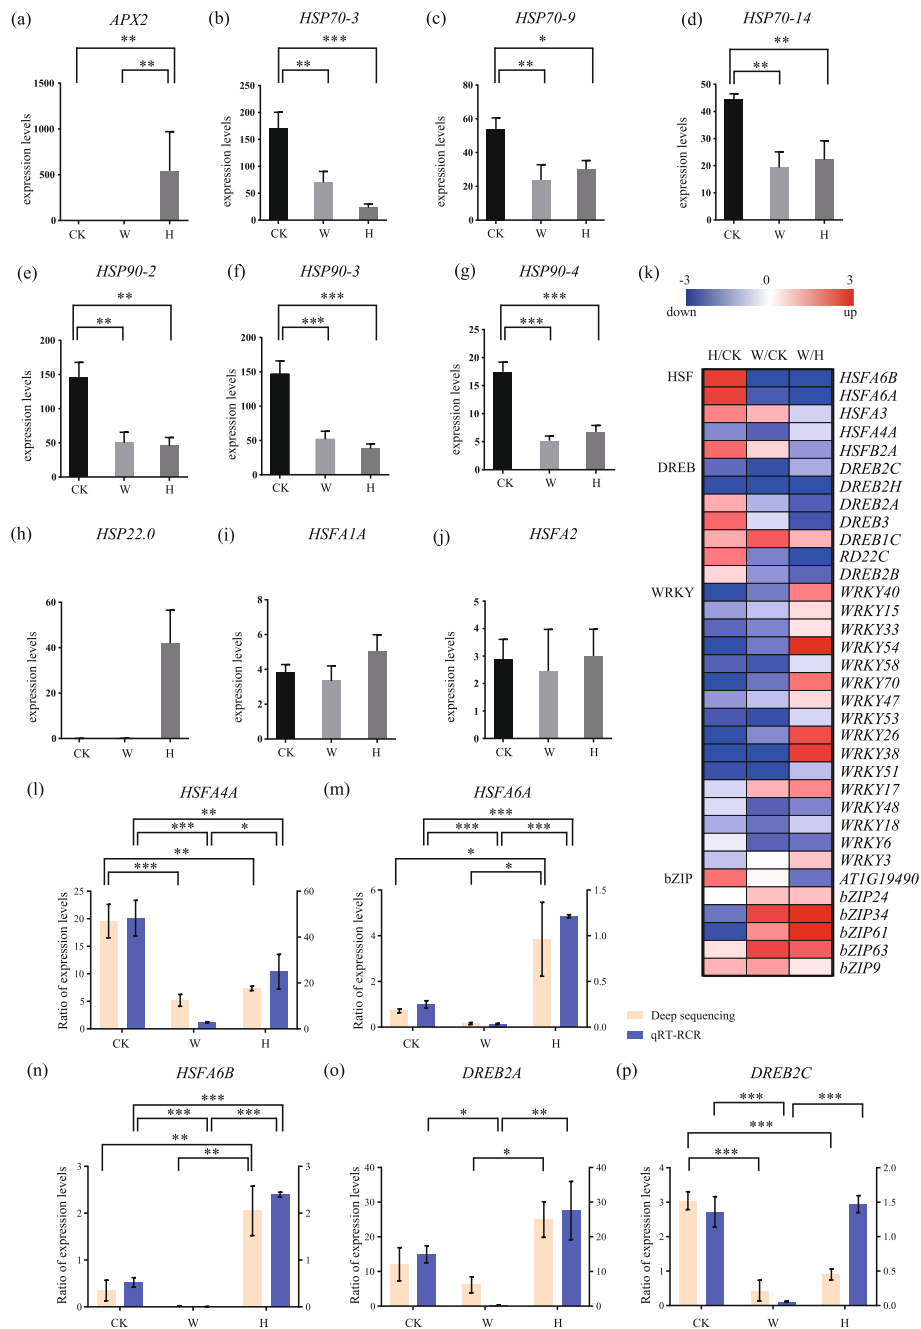 (a) APX2
** **
expression levels
1500
1000
500
0
CK W H
(b) HSP70-3
*** **
expression levels
250
200
150
100
50
0
CK W H
(c) HSP70-9
* **
expression levels
80
60
40
20
0
CK W H
(d) HSP70-14
** **
expression levels
50
40
30
20
10
0
CK W H
(e) HSP90-2
** **
expression levels
200
150
100
50
0
CK W H
(f) HSP90-3
*** ***
expression levels
200
150
100
50
0
CK W H
(g) HSP90-4
*** ***
expression levels
25
20
15
10
5
0
CK W H
(h) HSP22.0
expression levels
60
40
20
0
CK W H
(i) HSFA1A
expression levels
8
6
4
2
0
CK W H
(j) HSFA2
expression levels
5
4
3
2
1
0
CK W H
(k)
-3 0 3
down up
H/CK W/CK W/H
HSF HSFA6B
HSFA6A
HSFA3
HSFA4A
HSFB2A
DREB DREB2C
DREB2H
DREB2A
DREB3
DREB1C
RD22C
DREB2B
WRKY WRKY40
WRKY15
WRKY33
WRKY54
WRKY58
WRKY70
WRKY47
WRKY53
WRKY26
WRKY38
WRKY51
WRKY17
WRKY48
WRKY18
WRKY6
WRKY3
bZIP AT1G19490
bZIP24
bZIP34
bZIP61
bZIP63
bZIP9
Deep sequencing
qRT-RCR
(l) HSFA4A
**
*** *
**
***
Ratio of expression levels
25
20
15
10
5
0
60
40
20
0
CK W H
(m) HSFA6A
***
*** ***
*
*
Ratio of expression levels
6
4
2
0
1.5
1.0
0.5
0.0
CK W H
(n) HSFA6B
***
*** ***
**
**
Ratio of expression levels
3
2
1
0
3
2
1
0
CK W H
(o) DREB2A
* **
*
Ratio of expression levels
40
30
20
10
0
40
30
20
10
0
CK W H
(p) DREB2C
*** ***
***
***
Ratio of expression levels
4
3
2
1
0
2.0
1.5
1.0
0.5
0.0
CK W H